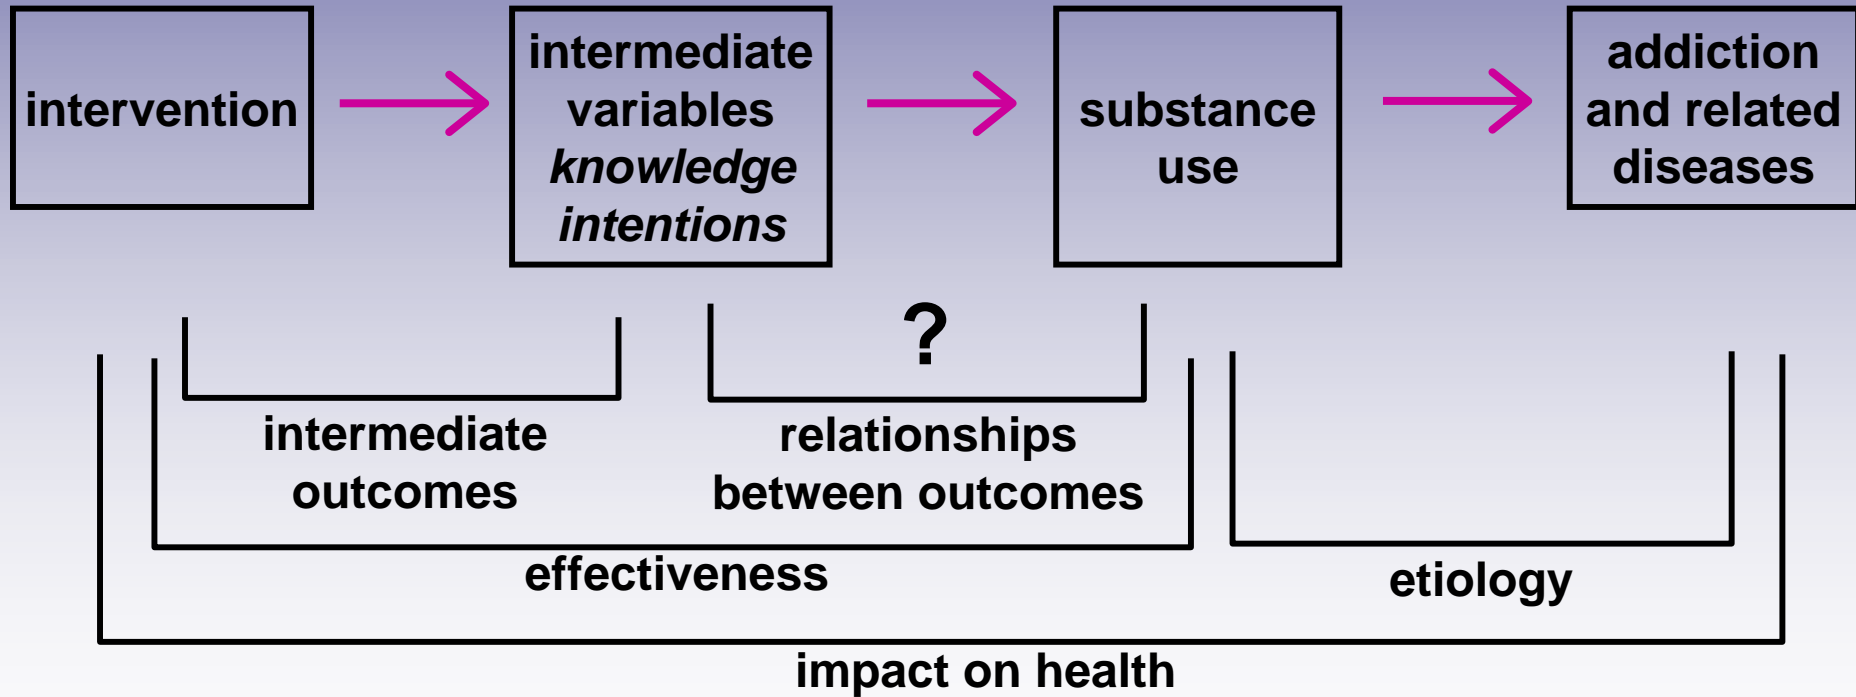 intervention
intermediate
variables
knowledge
intentions
substance
use
addiction
and related
diseases
?
intermediate
outcomes
relationships
between outcomes
effectiveness
etiology
impact on health